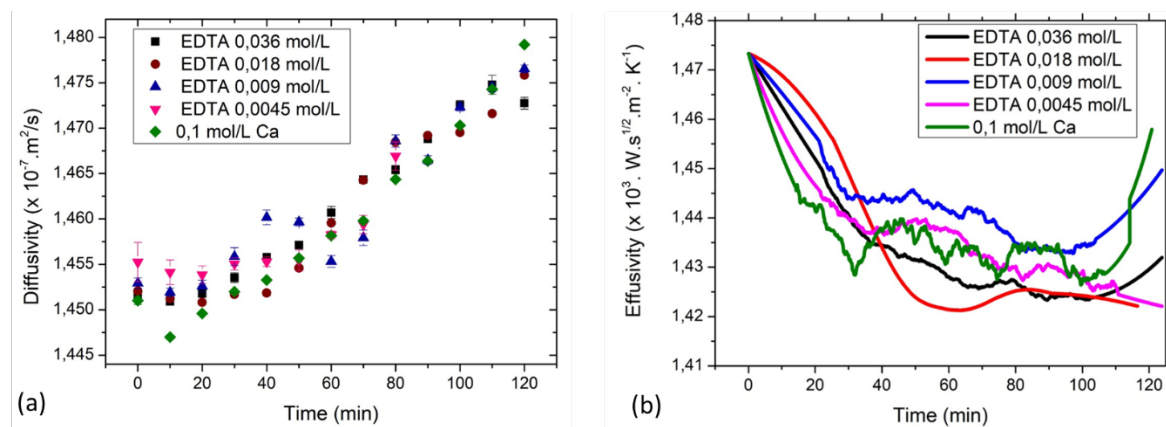 1,480
1,475
1,470
1,465
1,460
1,455
1,450
1,445
Diffusivity (x 10⁻⁷.m²/s)
EDTA 0,036 mol/L
EDTA 0,018 mol/L
EDTA 0,009 mol/L
EDTA 0,0045 mol/L
0,1 mol/L Ca
0 20 40 60 80 100 120
Time (min)
(a)
1,48
1,47
1,46
1,45
1,44
1,43
1,42
1,41
Effusivity (x 10³. W.s¹/².m⁻². K⁻¹)
EDTA 0,036 mol/L
EDTA 0,018 mol/L
EDTA 0,009 mol/L
EDTA 0,0045 mol/L
0,1 mol/L Ca
0 20 40 60 80 100 120
Time (min)
(b)